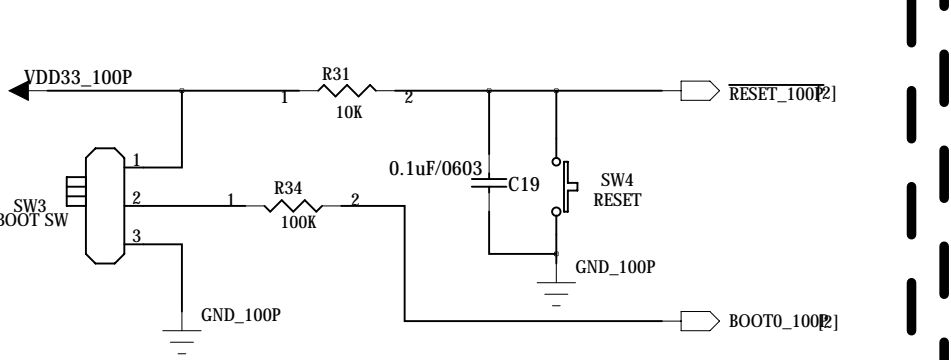 VDD33_100P
R31
1
2
10K
RESET_100P[2]
1
0.1uF/0603
C19
SW4
RESET
SW3
BOOT SW
2
1
R34
2
100K
3
GND_100P
GND_100P
BOOT0_100P[2]